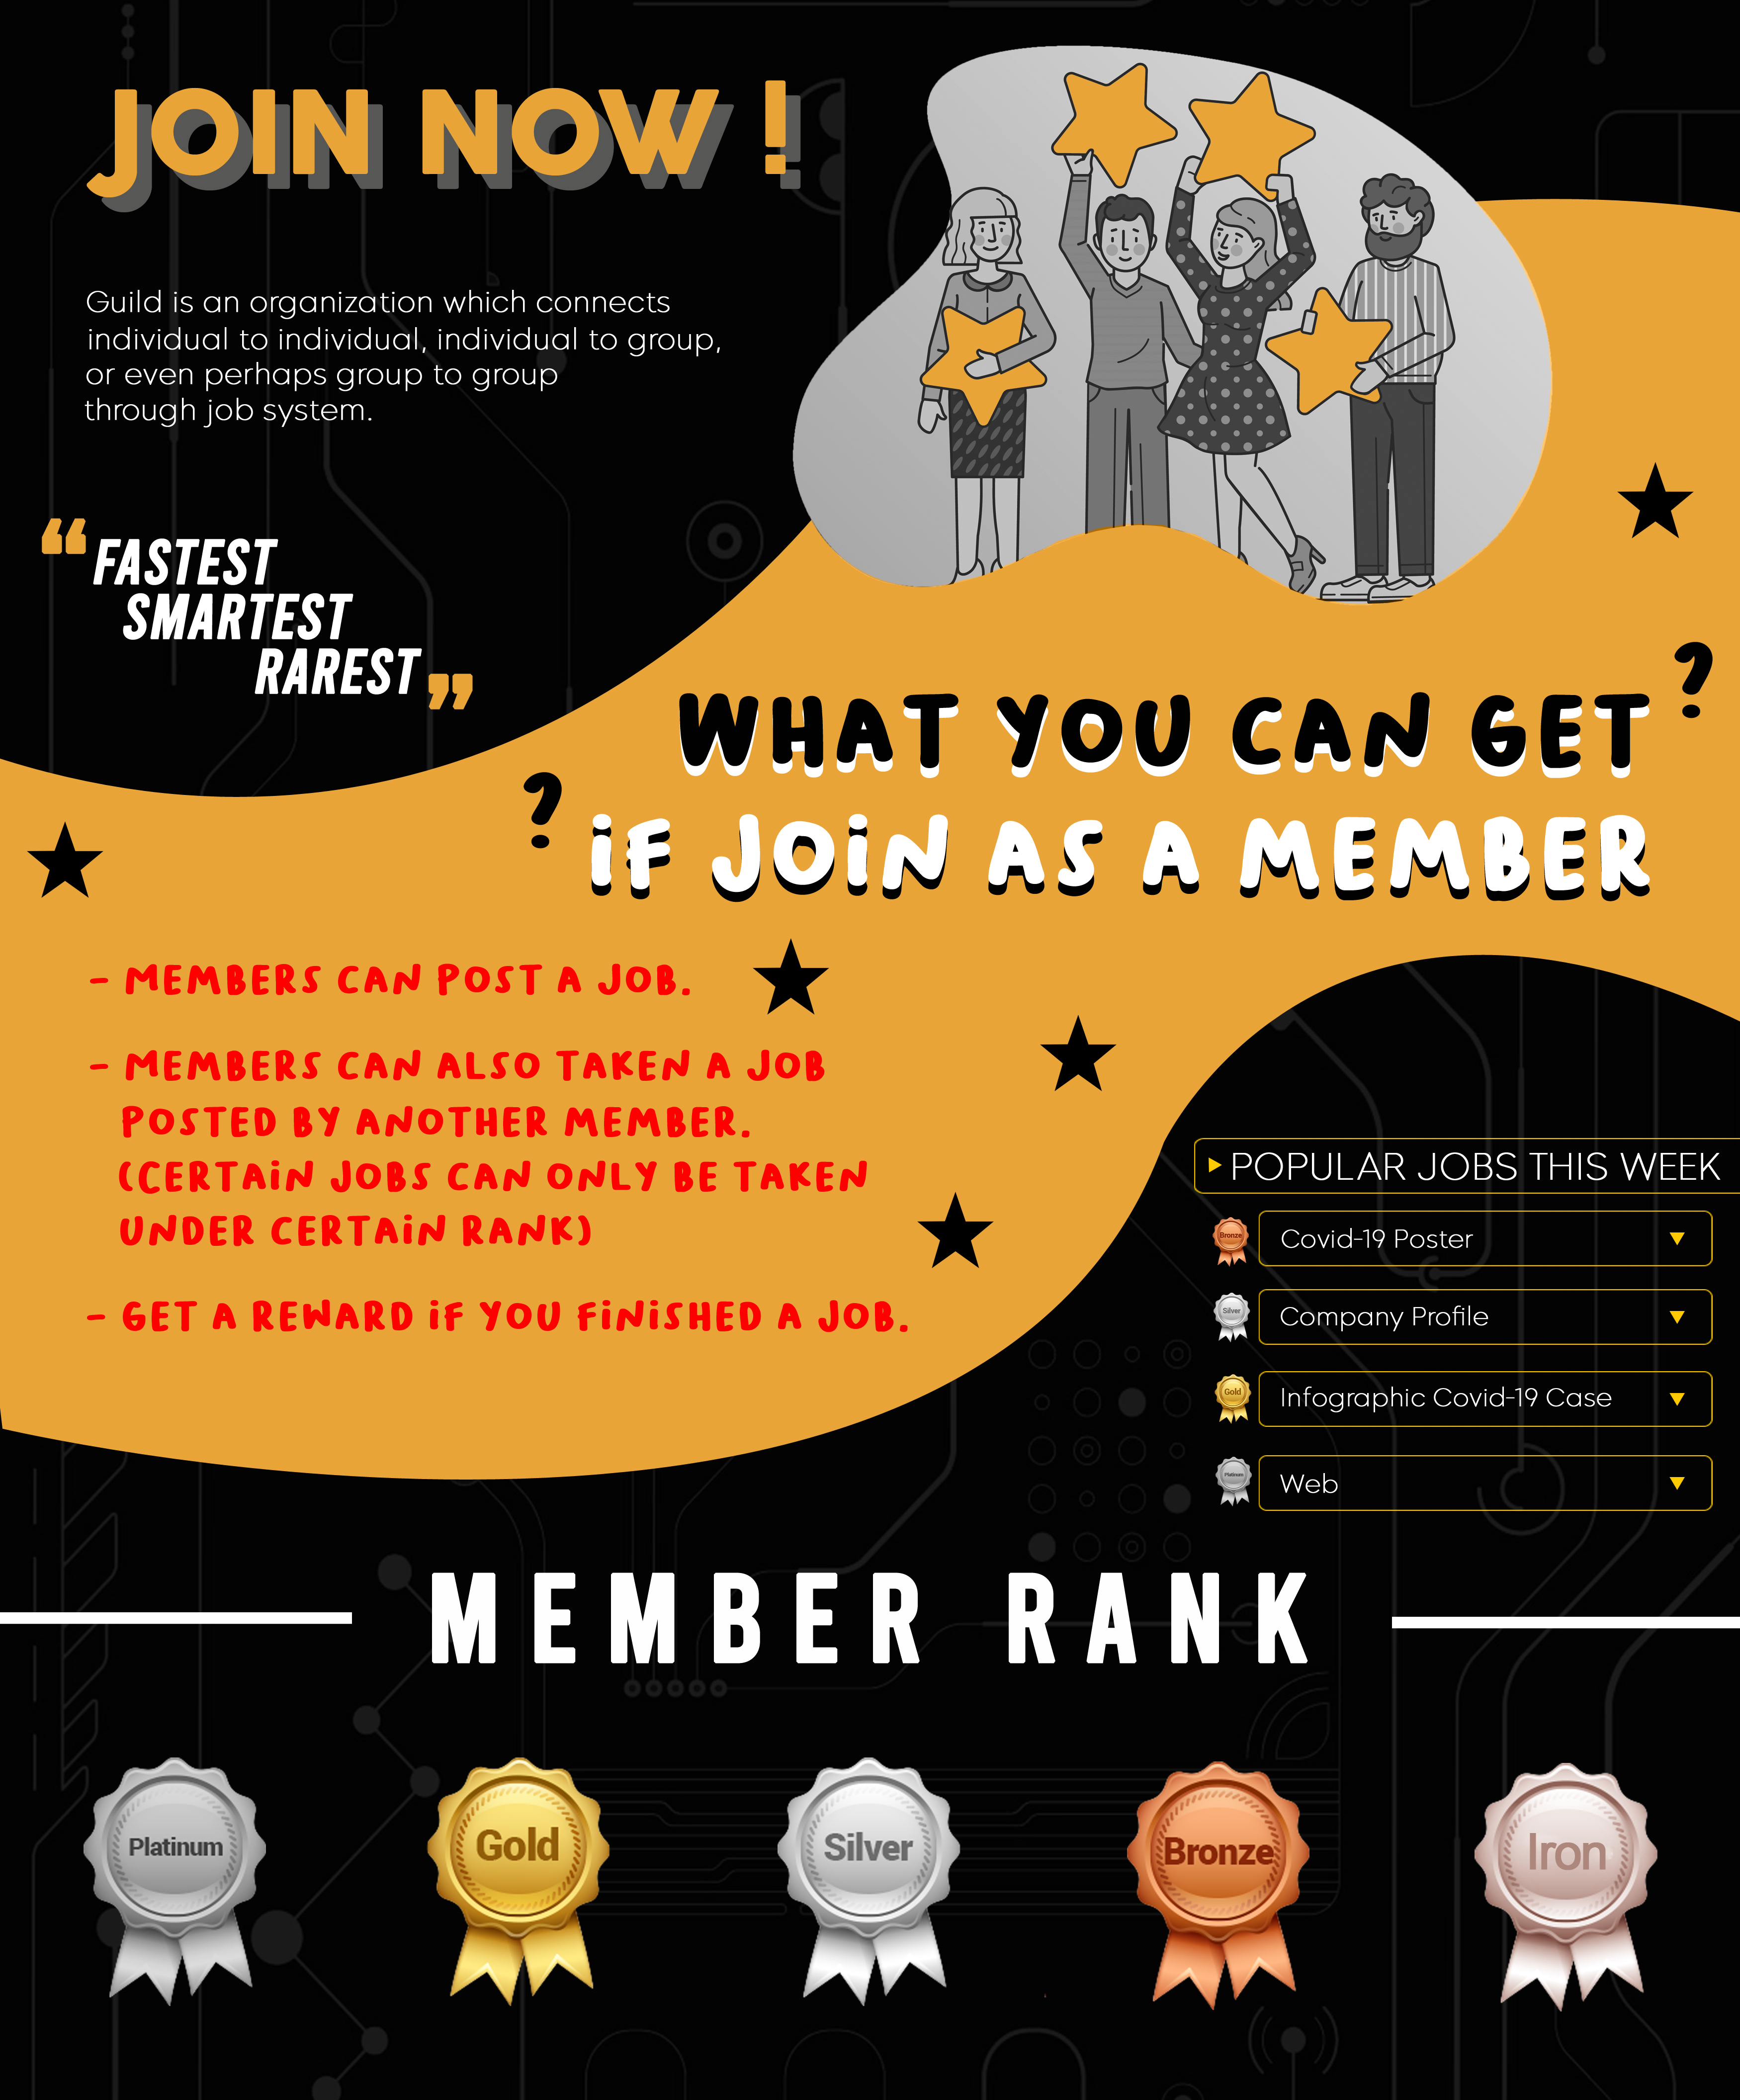 JOIN NOW !
Guild is an organization which connects
individual to individual, individual to group,
or even perhaps group to group
through job system.
“FASTEST
SMARTEST
RAREST”
WHAT YOU CAN GET ?
? iF JOiN AS A MEMBER
- MEMBERS CAN POST A JOB.
- MEMBERS CAN ALSO TAKEN A JOB
POSTED BY ANOTHER MEMBER.
(CERTAiN JOBS CAN ONLY BE TAKEN
UNDER CERTAiN RANK)
- GET A REWARD iF YOU FiNiSHED A JOB.
POPULAR JOBS THIS WEEK
Bronze Covid-19 Poster
Silver Company Profile
Gold Infographic Covid-19 Case
Platinum Web
MEMBER RANK
Platinum
Gold
Silver
Bronze
Iron